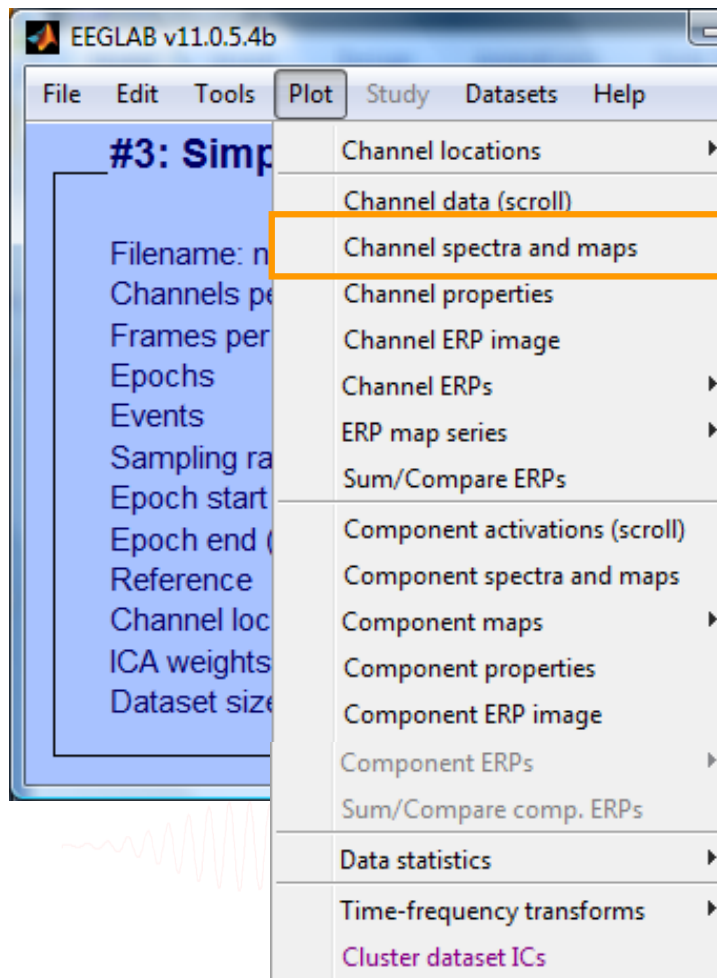 EEGLAB v11.0.5.4b
File Edit Tools Plot Study Datasets Help
#3: Simp
Filename: n
Channels pe
Frames per
Epochs
Events
Sampling ra
Epoch start
Epoch end (
Reference
Channel loc
ICA weights
Dataset size
Channel locations
Channel data (scroll)
Channel spectra and maps
Channel properties
Channel ERP image
Channel ERPs
ERP map series
Sum/Compare ERPs
Component activations (scroll)
Component spectra and maps
Component maps
Component properties
Component ERP image
Component ERPs
Sum/Compare comp. ERPs
Data statistics
Time-frequency transforms
Cluster dataset ICs